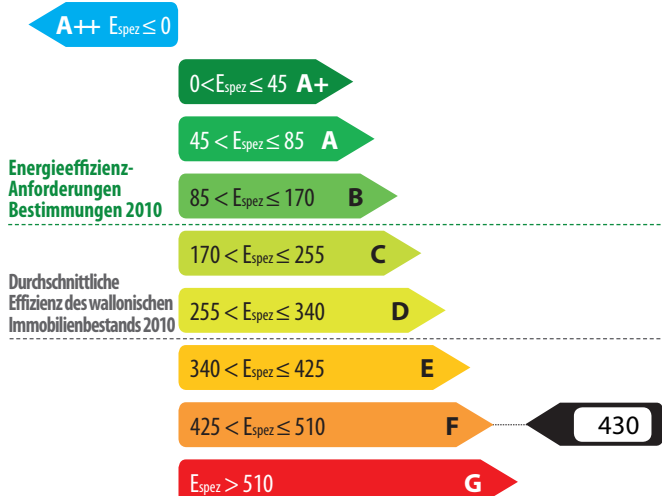 A++ Espez ≤ 0
0 < Espez ≤ 45 A+
45 < Espez ≤ 85 A
Energieeffizienz-
Anforderungen
Bestimmungen 2010
85 < Espez ≤ 170 B
170 < Espez ≤ 255 C
Durchschnittliche
Effizienz des wallonischen
Immobilienbestands 2010
255 < Espez ≤ 340 D
340 < Espez ≤ 425 E
425 < Espez ≤ 510 F 430
Espez > 510 G